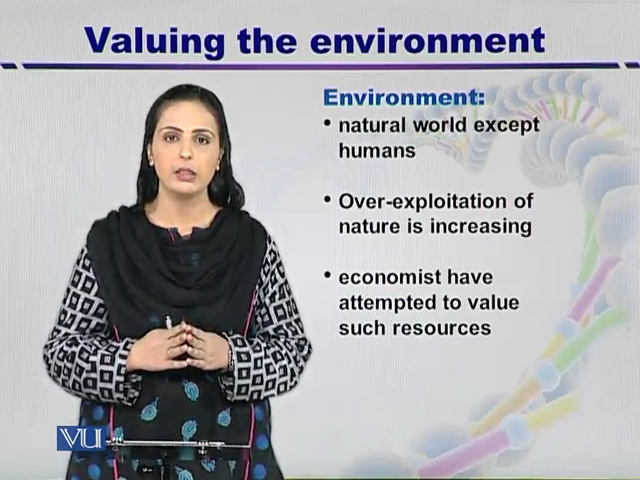 Valuing the environment
Environment:
• natural world except
humans
• Over-exploitation of
nature is increasing
• economist have
attempted to value
such resources
VU